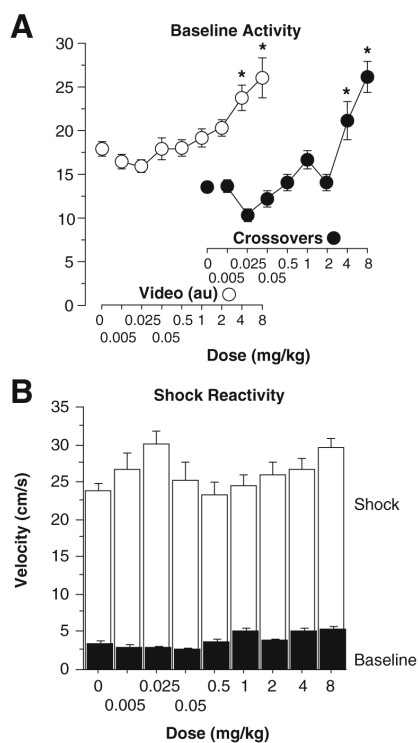 A
Baseline Activity
30
25
20
15
10
5
0
* *
* *
Crossovers
0 0.025 0.5 1 2 4 8
0.005 0.05
Video (au)
0 0.025 0.5 1 2 4 8
0.005 0.05
Dose (mg/kg)
B
Shock Reactivity
Velocity (cm/s)
35
30
25
20
15
10
5
0
Shock
Baseline
0 0.025 0.5 1 2 4 8
0.005 0.05
Dose (mg/kg)